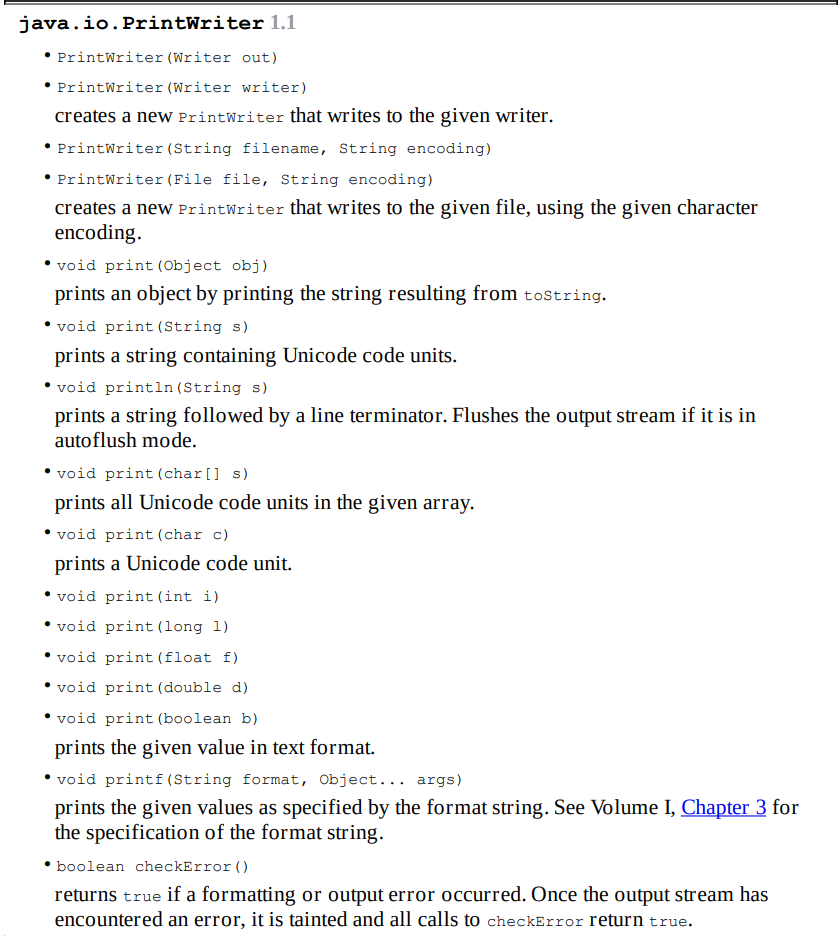 java.io.PrintWriter 1.1
• PrintWriter(Writer out)
• PrintWriter(Writer writer)
creates a new PrintWriter that writes to the given writer.
• PrintWriter(String filename, String encoding)
• PrintWriter(File file, String encoding)
creates a new PrintWriter that writes to the given file, using the given character
encoding.
• void print(Object obj)
prints an object by printing the string resulting from toString.
• void print(String s)
prints a string containing Unicode code units.
• void println(String s)
prints a string followed by a line terminator. Flushes the output stream if it is in
autoflush mode.
• void print(char[] s)
prints all Unicode code units in the given array.
• void print(char c)
prints a Unicode code unit.
• void print(int i)
• void print(long l)
• void print(float f)
• void print(double d)
• void print(boolean b)
prints the given value in text format.
• void printf(String format, Object... args)
prints the given values as specified by the format string. See Volume I, Chapter 3 for
the specification of the format string.
• boolean checkError()
returns true if a formatting or output error occurred. Once the output stream has
encountered an error, it is tainted and all calls to checkError return true.